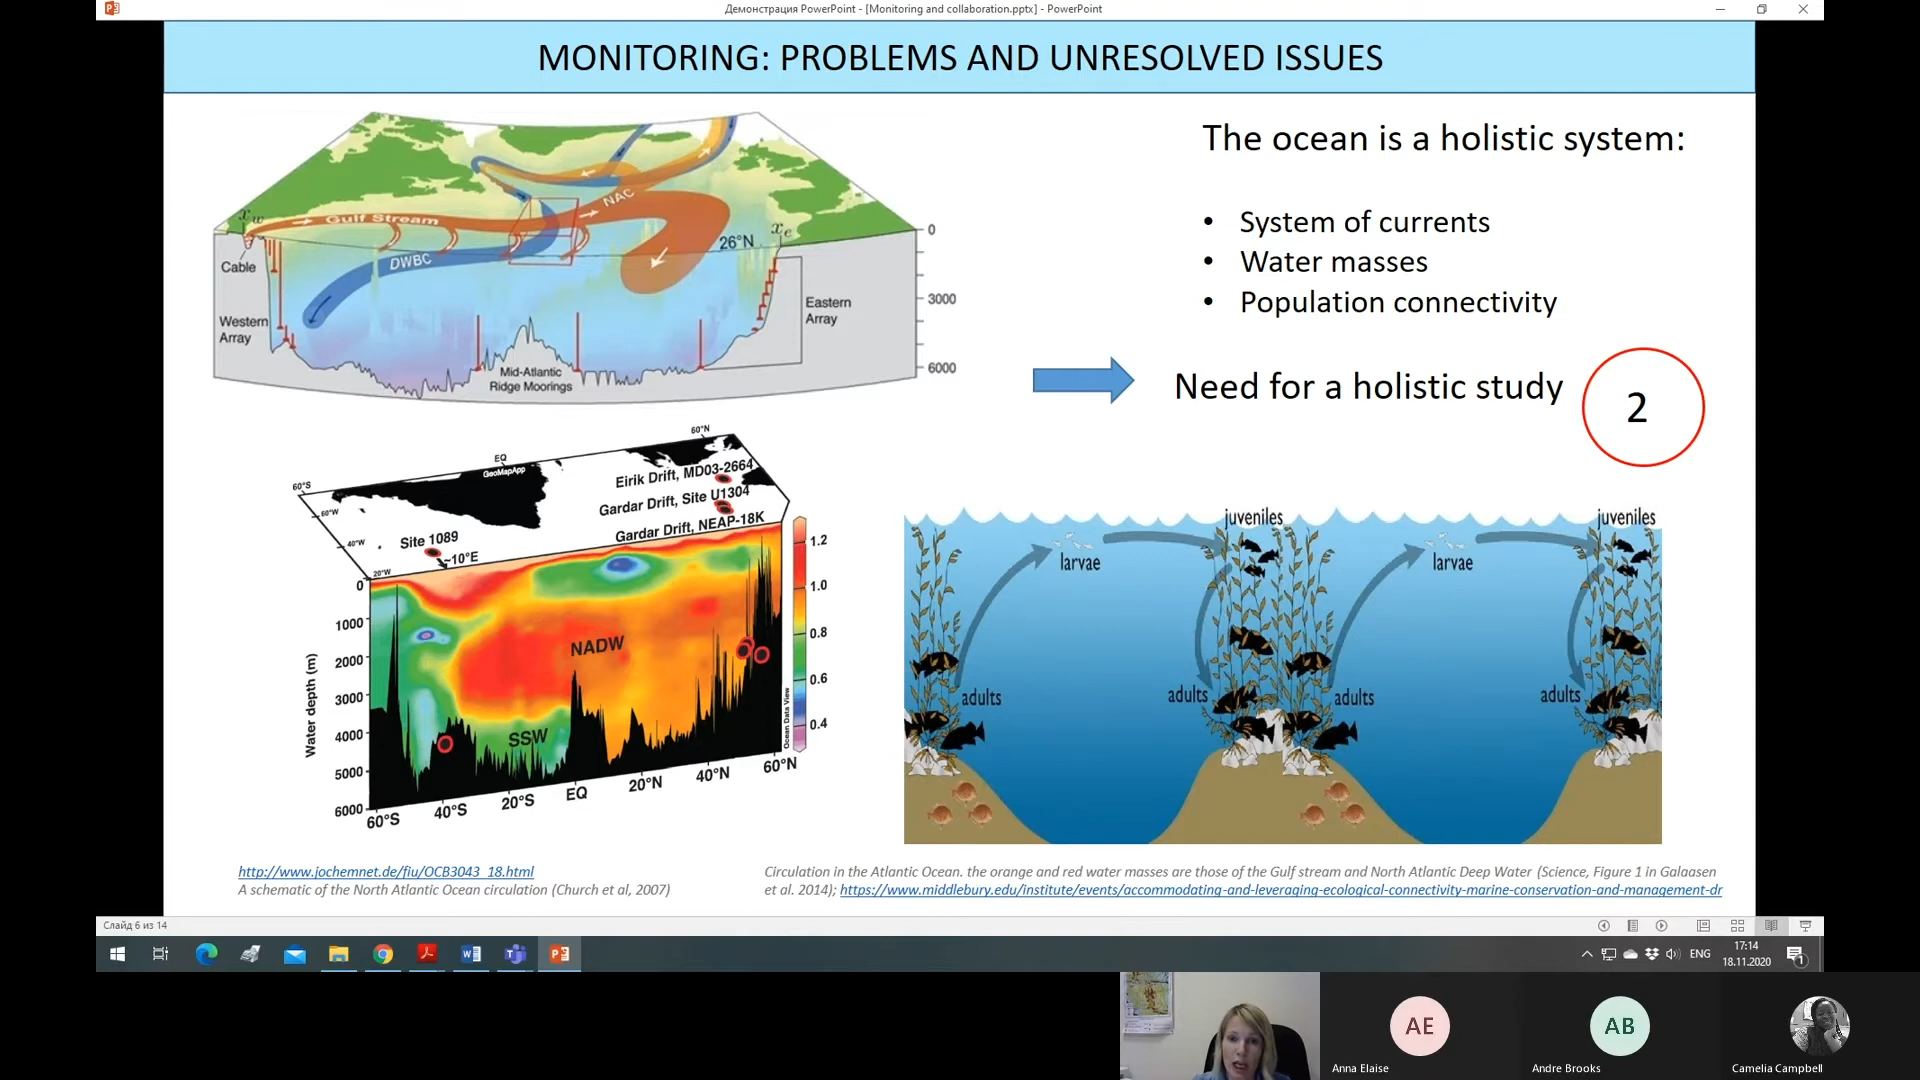 Демонстрация PowerPoint - [Monitoring and collaboration.pptx] - PowerPoint
MONITORING: PROBLEMS AND UNRESOLVED ISSUES
The ocean is a holistic system:
• System of currents
• Water masses
• Population connectivity
Need for a holistic study
2
Gulf Stream
NAC
DWBC
26°N
Xw
Xe
Cable
Western
Array
Eastern
Array
Mid-Atlantic
Ridge Moorings
0
3000
6000
60°N
EQ
GeoMapApp
60°S
60°W
40°W
20°W
Eirik Drift, MD03-2664
Gardar Drift, Site U1304
Gardar Drift, NEAP-18K
Site 1089
~10°E
NADW
SSW
Water depth (m)
0
1000
2000
3000
4000
5000
6000
60°S
40°S
20°S
EQ
20°N
40°N
60°N
1.2
1.0
0.8
0.6
0.4
Ocean Data View
juveniles
juveniles
larvae
larvae
adults
adults
adults
adults
http://www.jochemnet.de/fiu/OCB3043_18.html
A schematic of the North Atlantic Ocean circulation (Church et al, 2007)
Circulation in the Atlantic Ocean. the orange and red water masses are those of the Gulf stream and North Atlantic Deep Water (Science, Figure 1 in Galaasen
et al. 2014); https://www.middlebury.edu/institute/events/accommodating-and-leveraging-ecological-connectivity-marine-conservation-and-management-dr
Слайд 6 из 14
ENG
17:14
18.11.2020
1
AE
AB
Anna Elaise
Andre Brooks
Camelia Campbell